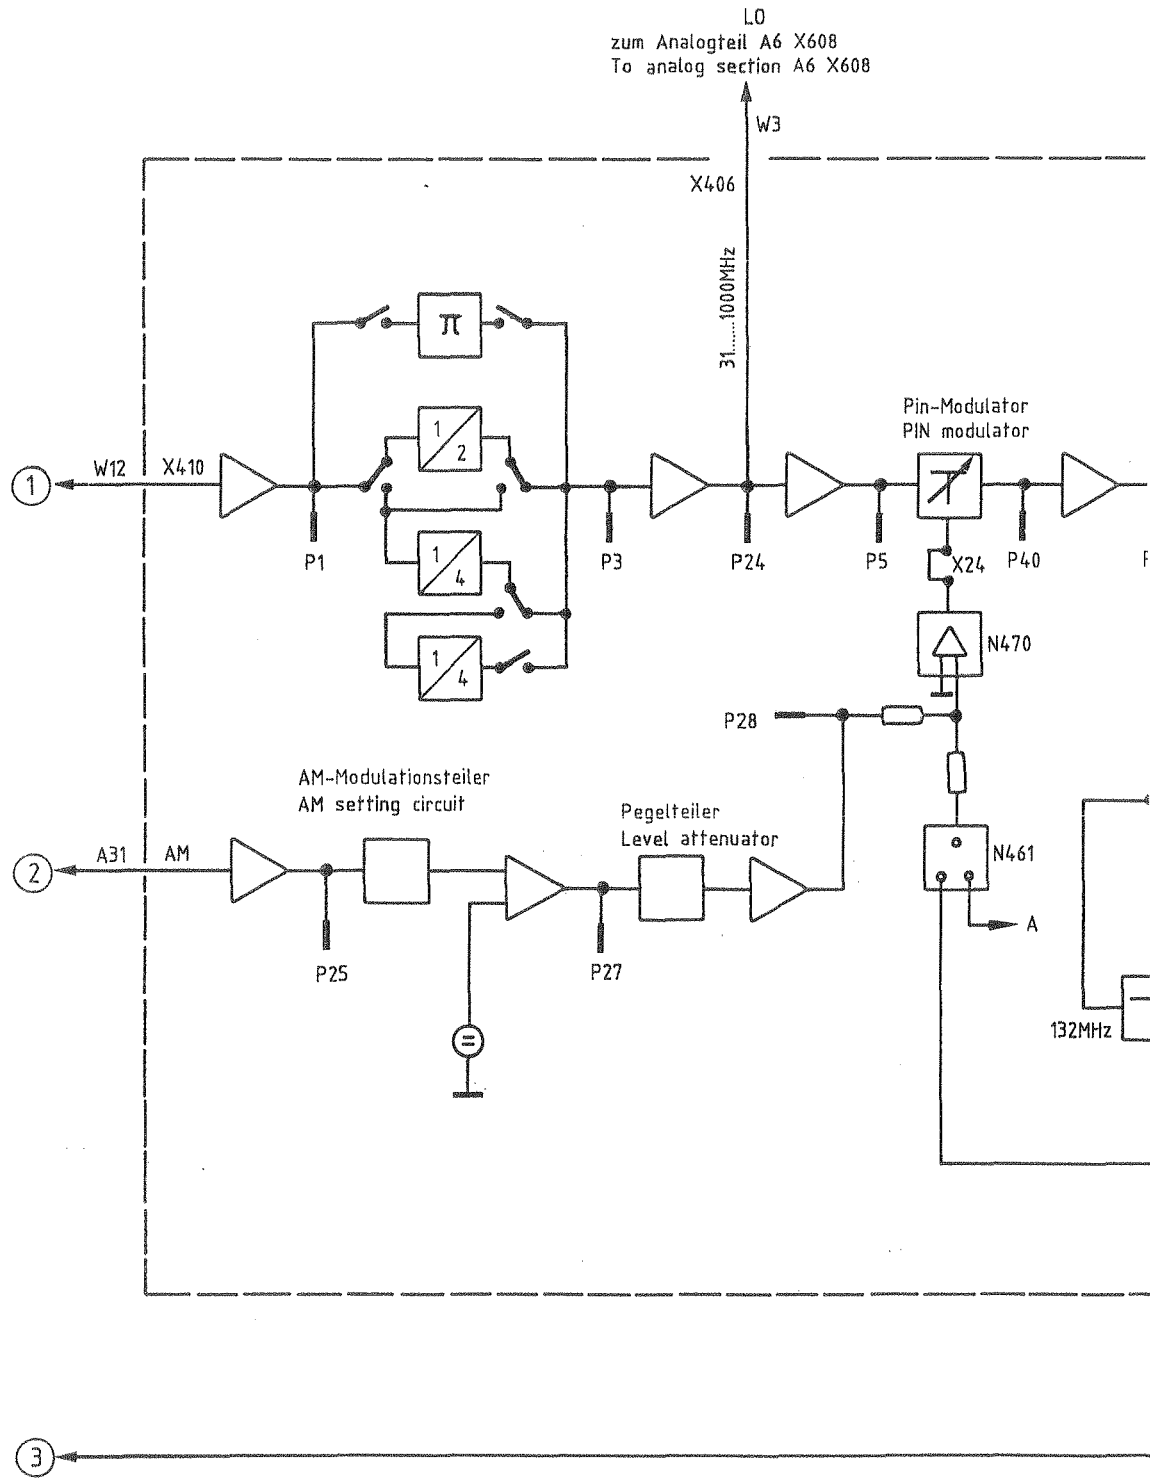 LO
zum Analogteil A6 X608
To analog section A6 X608
W3
X406
31......1000MHz
π
1
2
Pin-Modulator
PIN modulator
1
W12
X410
P1
1
4
P3
P24
P5
X24
P40
N470
1
4
P28
AM-Modulationsteiler
AM setting circuit
Pegelteiler
Level attenuator
2
A31
AM
N461
A
P25
P27
=
132MHz
3